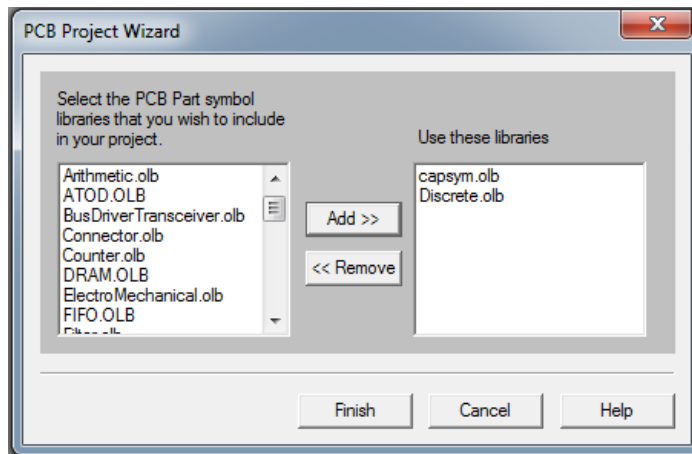 PCB Project Wizard
Select the PCB Part symbol
libraries that you wish to include
in your project.
Arithmetic.olb
ATOD.OLB
BusDriverTransceiver.olb
Connector.olb
Counter.olb
DRAM.OLB
ElectroMechanical.olb
FIFO.OLB
Add >>
<< Remove
Use these libraries
capsym.olb
Discrete.olb
Finish
Cancel
Help